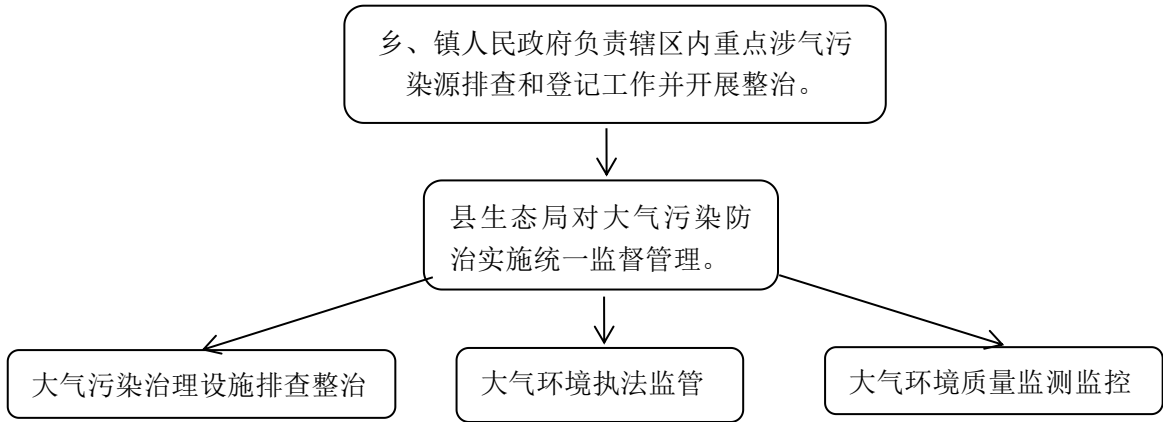 乡、镇人民政府负责辖区内重点涉气污
染源排查和登记工作并开展整治。
县生态局对大气污染防
治实施统一监督管理。
大气污染治理设施排查整治
大气环境执法监管
大气环境质量监测监控